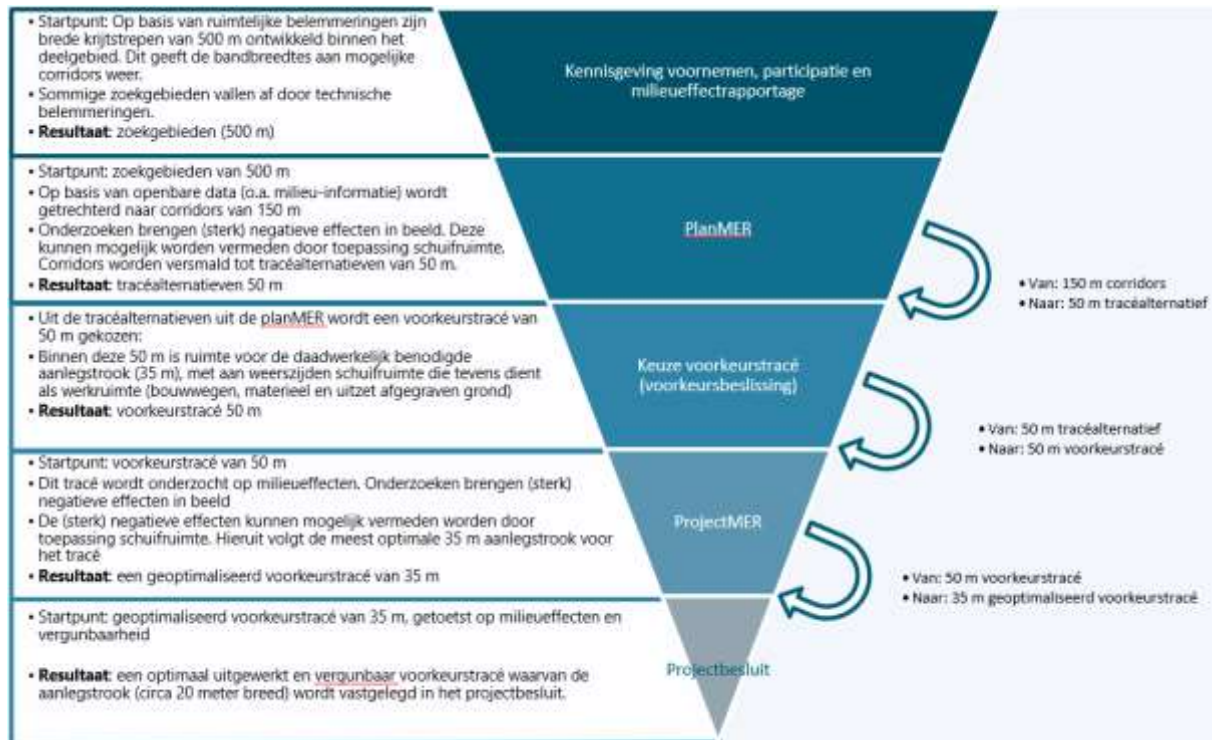 • Startpunt: Op basis van ruimtelijke belemmeringen zijn
brede krijtstrepen van 500 m ontwikkeld binnen het
deelgebied. Dit geeft de bandbreedtes aan mogelijke
corridors weer.
• Sommige zoekgebieden vallen af door technische
belemmeringen.
• Resultaat: zoekgebieden (500 m)
Kennisgeving voornemen, participatie en
milieueffectrapportage
• Startpunt: zoekgebieden van 500 m
• Op basis van openbare data (o.a. milieu-informatie) wordt
getrechterd naar corridors van 150 m
• Onderzoeken brengen (sterk) negatieve effecten in beeld. Deze
kunnen mogelijk worden vermeden door toepassing schuifruimte.
Corridors worden versmald tot tracéalternatieven van 50 m.
• Resultaat: tracéalternatieven 50 m
PlanMER
• Van: 150 m corridors
• Naar: 50 m tracéalternatief
• Uit de tracéalternatieven uit de planMER wordt een voorkeurstracé van
50 m gekozen:
• Binnen deze 50 m is ruimte voor de daadwerkelijk benodigde
aanlegstrook (35 m), met aan weerszijden schuifruimte die tevens dient
als werkruimte (bouwwegen, materieel en uitzet afgegraven grond)
• Resultaat: voorkeurstracé 50 m
Keuze voorkeurstracé
(voorkeursbeslissing)
• Van: 50 m tracéalternatief
• Naar: 50 m voorkeurstracé
• Startpunt: voorkeurstracé van 50 m
• Dit tracé wordt onderzocht op milieueffecten. Onderzoeken brengen (sterk)
negatieve effecten in beeld
• De (sterk) negatieve effecten kunnen mogelijk vermeden worden door
toepassing schuifruimte. Hieruit volgt de meest optimale 35 m aanlegstrook voor
het tracé
• Resultaat: een geoptimaliseerd voorkeurstracé van 35 m
ProjectMER
• Van: 50 m voorkeurstracé
• Naar: 35 m geoptimaliseerd voorkeurstracé
• Startpunt: geoptimaliseerd voorkeurstracé van 35 m, getoetst op milieueffecten en
vergunbaarheid
• Resultaat: een optimaal uitgewerkt en vergunbaar voorkeurstracé waarvan de
aanlegstrook (circa 20 meter breed) wordt vastgelegd in het projectbesluit.
Projectbesluit